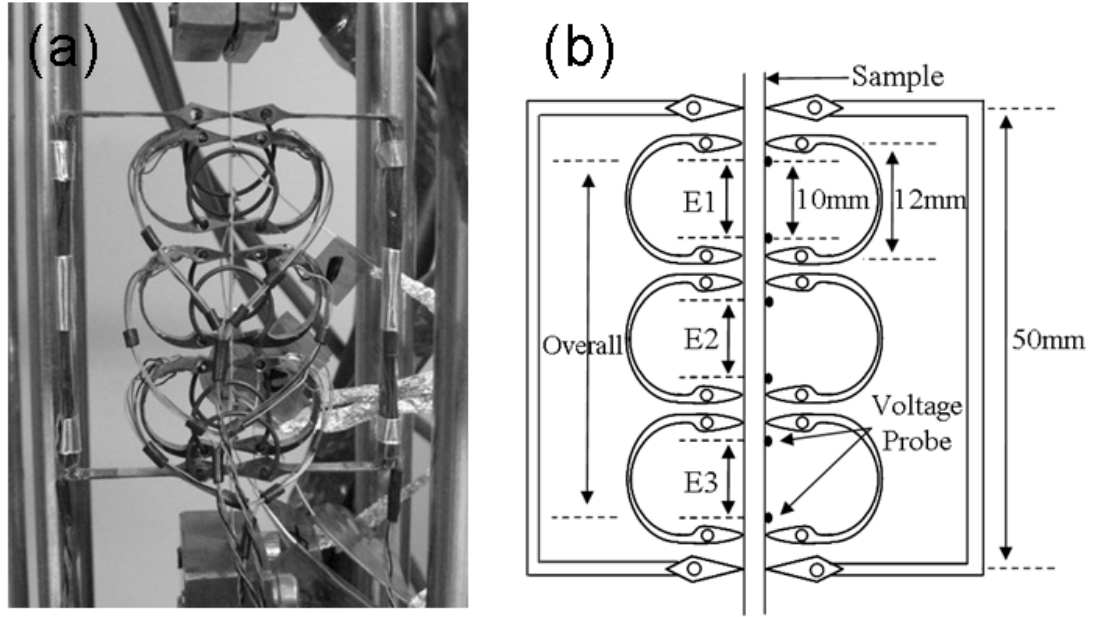 (a)
(b)
Sample
E1
10mm
12mm
Overall
E2
50mm
Voltage
Probe
E3